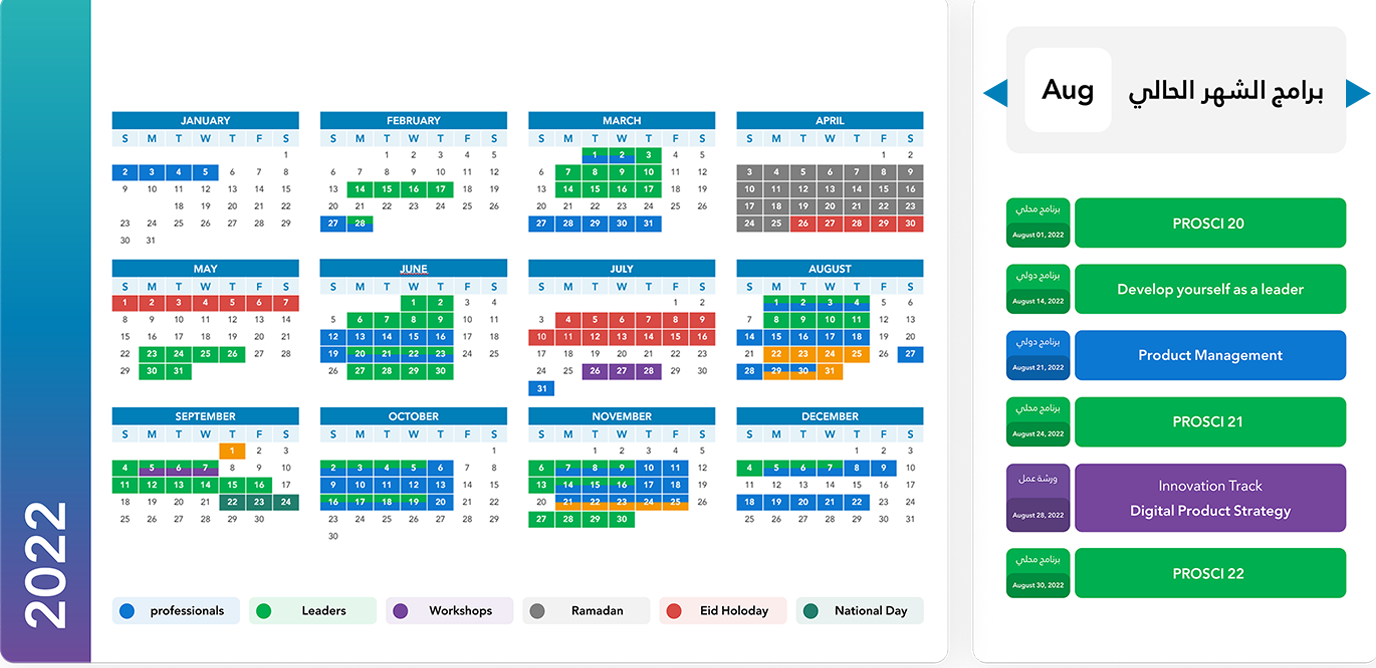 2022
JANUARY
S M T W T F S
1
2 3 4 5 6 7 8
9 10 11 12 13 14 15
18 19 20 21 22
23 24 25 26 27 28 29
30 31
FEBRUARY
S M T W T F S
1 2 3 4 5
6 7 8 9 10 11 12
13 14 15 16 17 18 19
20 21 22 23 24 25 26
27 28
MARCH
S M T W T F S
1 2 3 4 5
6 7 8 9 10 11 12
13 14 15 16 17 18 19
20 21 22 23 24 25 26
27 28 29 30 31
APRIL
S M T W T F S
1 2
3 4 5 6 7 8 9
10 11 12 13 14 15 16
17 18 19 20 21 22 23
24 25 26 27 28 29 30
MAY
S M T W T F S
1 2 3 4 5 6 7
8 9 10 11 12 13 14
15 16 17 18 19 20 21
22 23 24 25 26 27 28
29 30 31
JUNE
S M T W T F S
1 2 3 4
5 6 7 8 9 10 11
12 13 14 15 16 17 18
19 20 21 22 23 24 25
26 27 28 29 30
JULY
S M T W T F S
1 2
3 4 5 6 7 8 9
10 11 12 13 14 15 16
17 18 19 20 21 22 23
24 25 26 27 28 29 30
31
AUGUST
S M T W T F S
1 2 3 4 5 6
7 8 9 10 11 12 13
14 15 16 17 18 19 20
21 22 23 24 25 26 27
28 29 30 31
SEPTEMBER
S M T W T F S
1 2 3
4 5 6 7 8 9 10
11 12 13 14 15 16 17
18 19 20 21 22 23 24
25 26 27 28 29 30
OCTOBER
S M T W T F S
1
2 3 4 5 6 7 8
9 10 11 12 13 14 15
16 17 18 19 20 21 22
23 24 25 26 27 28 29
30
NOVEMBER
S M T W T F S
1 2 3 4 5
6 7 8 9 10 11 12
13 14 15 16 17 18 19
20 21 22 23 24 25 26
27 28 29 30
DECEMBER
S M T W T F S
1 2 3
4 5 6 7 8 9 10
11 12 13 14 15 16 17
18 19 20 21 22 23 24
25 26 27 28 29 30 31
professionals
Leaders
Workshops
Ramadan
Eid Holoday
National Day
برامج الشهر الحالي
Aug
برنامج محلي
August 01, 2022
PROSCI 20
برنامج دولي
August 14, 2022
Develop yourself as a leader
برنامج دولي
August 21, 2022
Product Management
برنامج محلي
August 24, 2022
PROSCI 21
ورشة عمل
August 28, 2022
Innovation Track
Digital Product Strategy
برنامج محلي
August 30, 2022
PROSCI 22